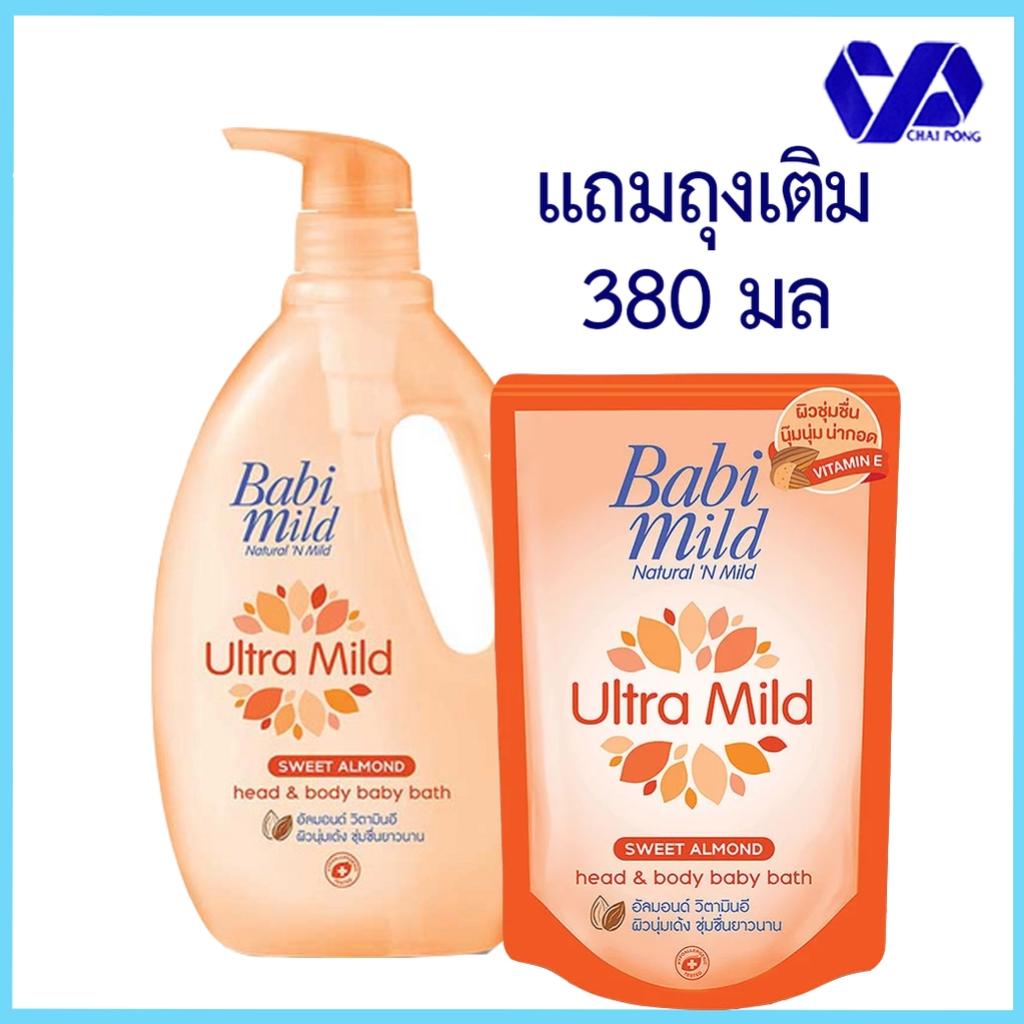 CHAI PONG
แถมถุงเติม
380 มล
Babi
mild
Natural 'N Mild
Ultra Mild
SWEET ALMOND
head & body baby bath
อัลมอนด์ วิตามินอี
ผิวนุ่มเด้ง ชุ่มชื่นยาวนาน
HYPOALLERGENIC
TESTED
ผิวชุ่มชื่น
นุ๊มนุ่ม น่ากอด
VITAMIN E
Babi
mild
Natural 'N Mild
Ultra Mild
SWEET ALMOND
head & body baby bath
อัลมอนด์ วิตามินอี
ผิวนุ่มเด้ง ชุ่มชื่นยาวนาน
HYPOALLERGENIC
TESTED